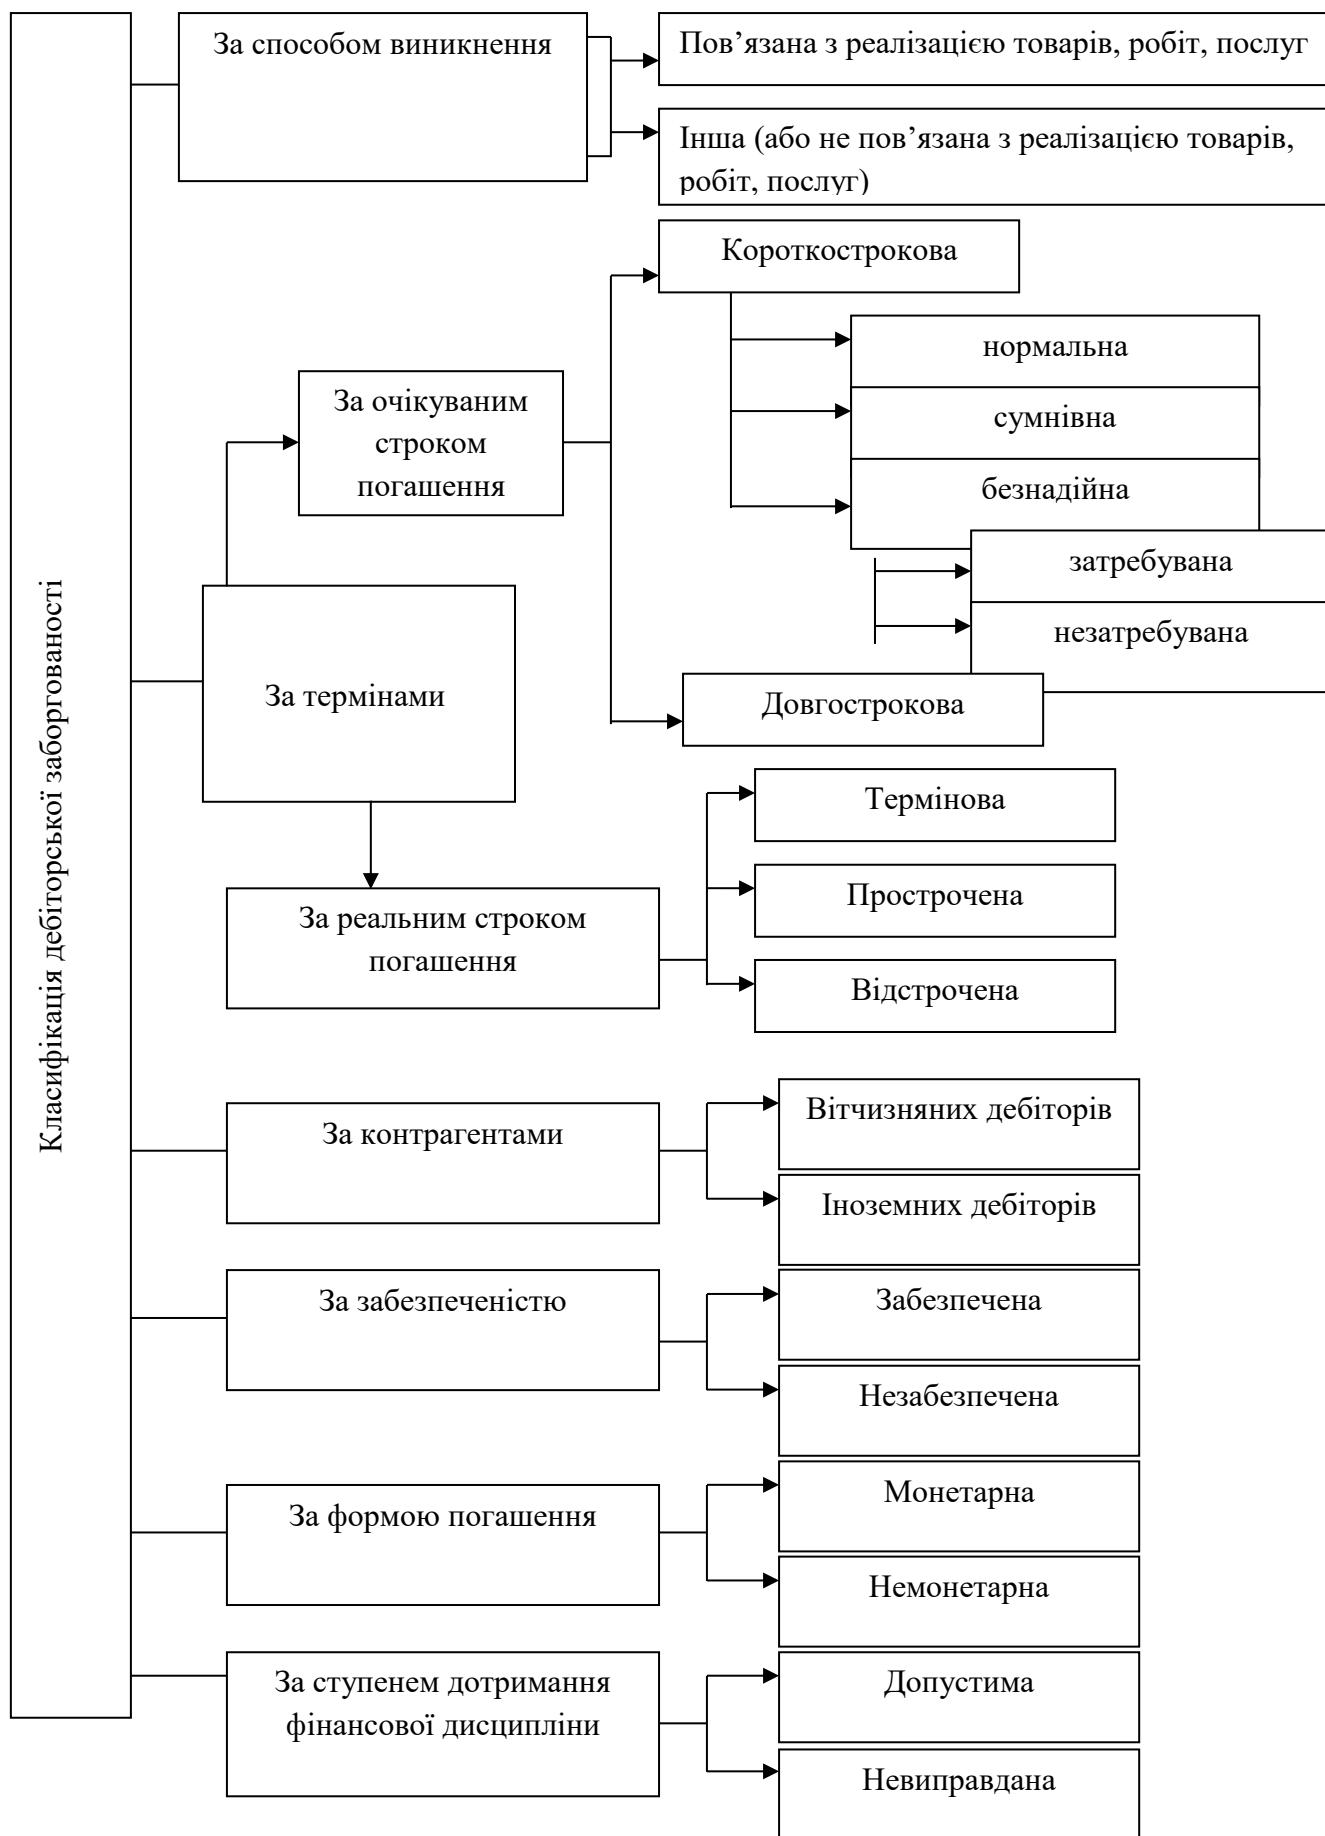 Класифікація дебіторської заборгованості
За способом виникнення
Пов’язана з реалізацією товарів, робіт, послуг
Інша (або не пов’язана з реалізацією товарів,
робіт, послуг)
За термінами
За очікуваним
строком
погашення
Короткострокова
нормальна
сумнівна
безнадійна
затребувана
незатребувана
Довгострокова
За реальним строком
погашення
Термінова
Прострочена
Відстрочена
За контрагентами
Вітчизняних дебіторів
Іноземних дебіторів
За забезпеченістю
Забезпечена
Незабезпечена
За формою погашення
Монетарна
Немонетарна
За ступенем дотримання
фінансової дисципліни
Допустима
Невиправдана